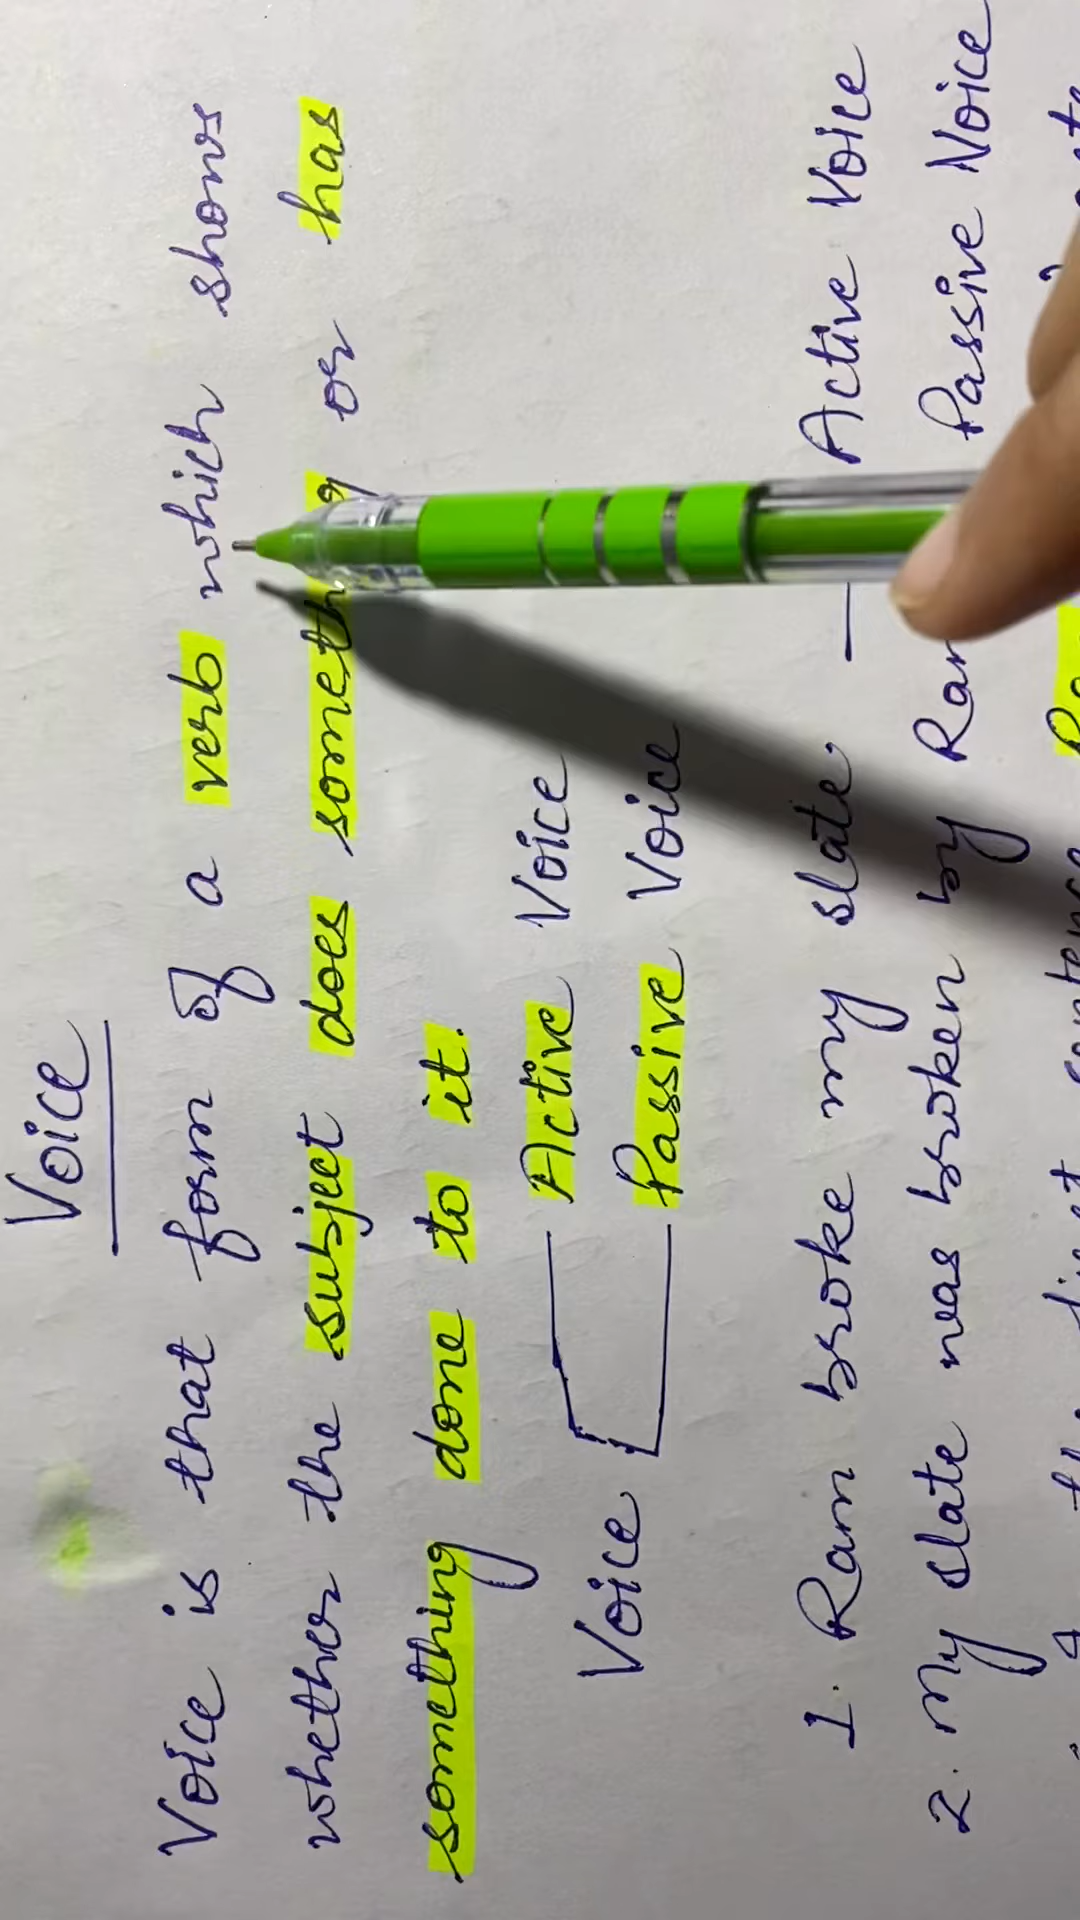 Voice
Voice is that form of a verb which shows
whether the subject does something or has
something done to it.
Active Voice
Voice
Passive Voice
1. Ram broke my slate. — Active Voice
2. My slate was broken by Ram Passive Voice